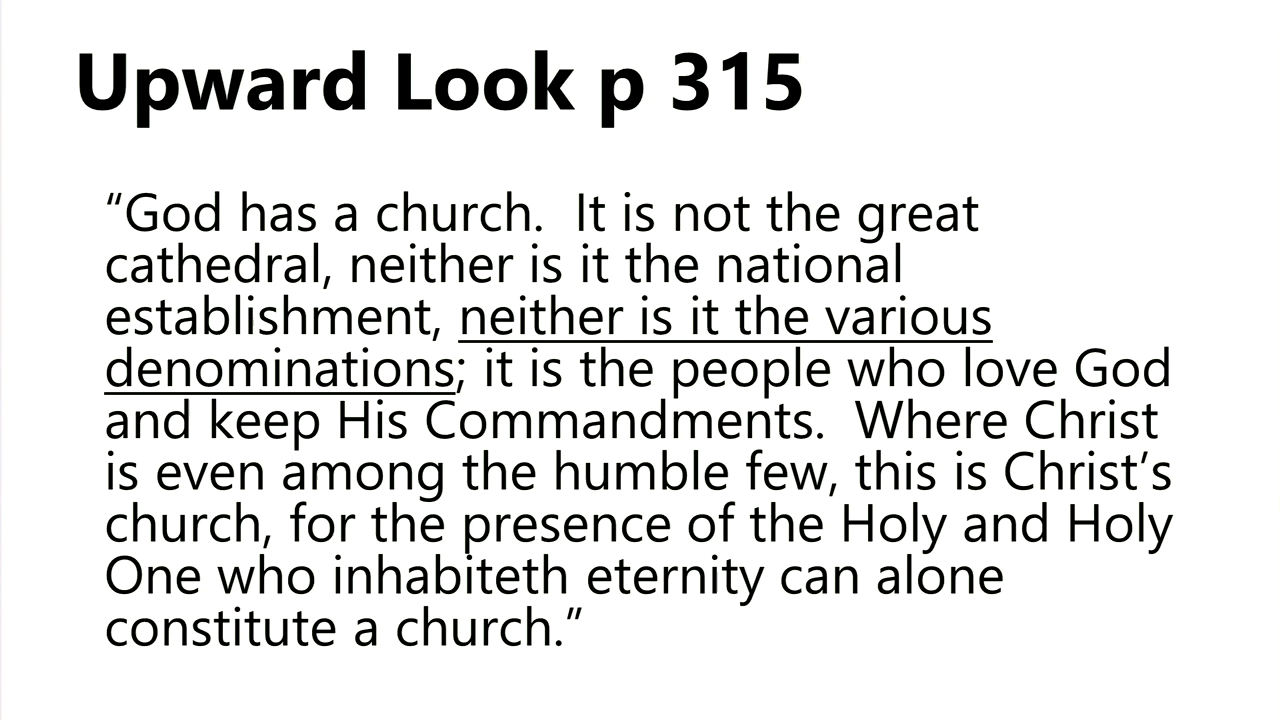 Upward Look p 315
“God has a church.  It is not the great
cathedral, neither is it the national
establishment, neither is it the various
denominations; it is the people who love God
and keep His Commandments.  Where Christ
is even among the humble few, this is Christ’s
church, for the presence of the Holy and Holy
One who inhabiteth eternity can alone
constitute a church.”